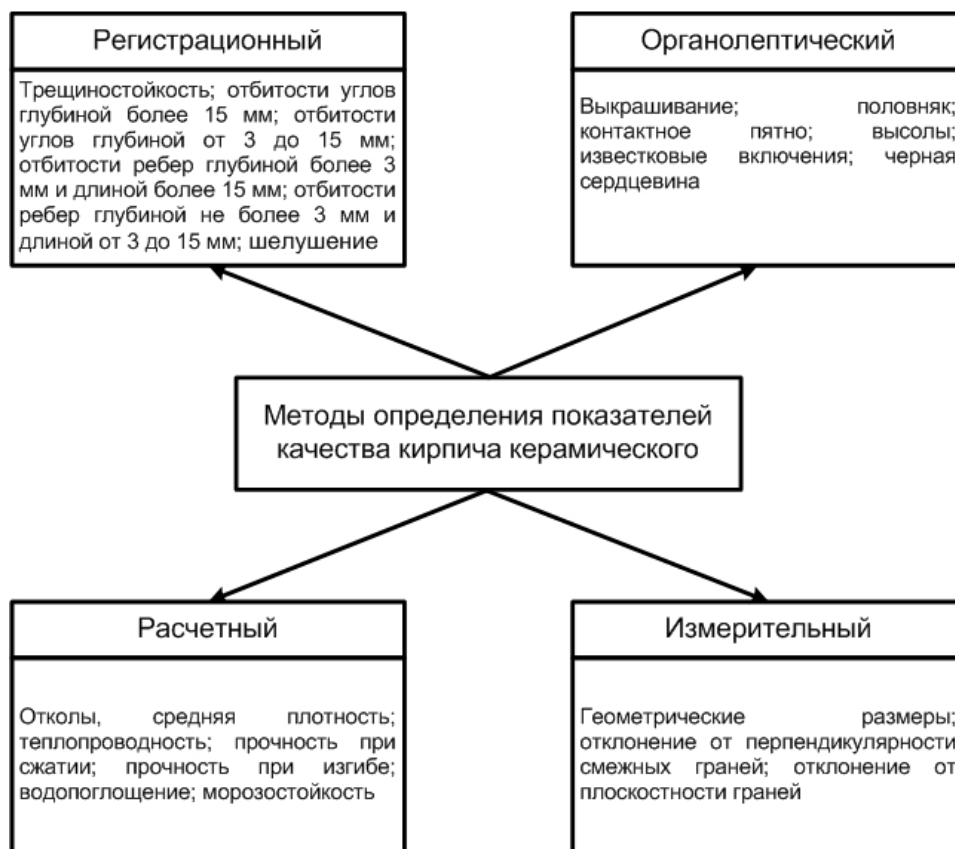 Регистрационный
Трещиностойкость; отбитости углов
глубиной более 15 мм; отбитости
углов глубиной от 3 до 15 мм;
отбитости ребер глубиной более 3
мм и длиной более 15 мм; отбитости
ребер глубиной не более 3 мм и
длиной от 3 до 15 мм; шелушение
Органолептический
Выкрашивание; половняк;
контактное пятно; высолы;
известковые включения; черная
сердцевина
Методы определения показателей
качества кирпича керамического
Расчетный
Отколы, средняя плотность;
теплопроводность; прочность при
сжатии; прочность при изгибе;
водопоглощение; морозостойкость
Измерительный
Геометрические размеры;
отклонение от перпендикулярности
смежных граней; отклонение от
плоскостности граней